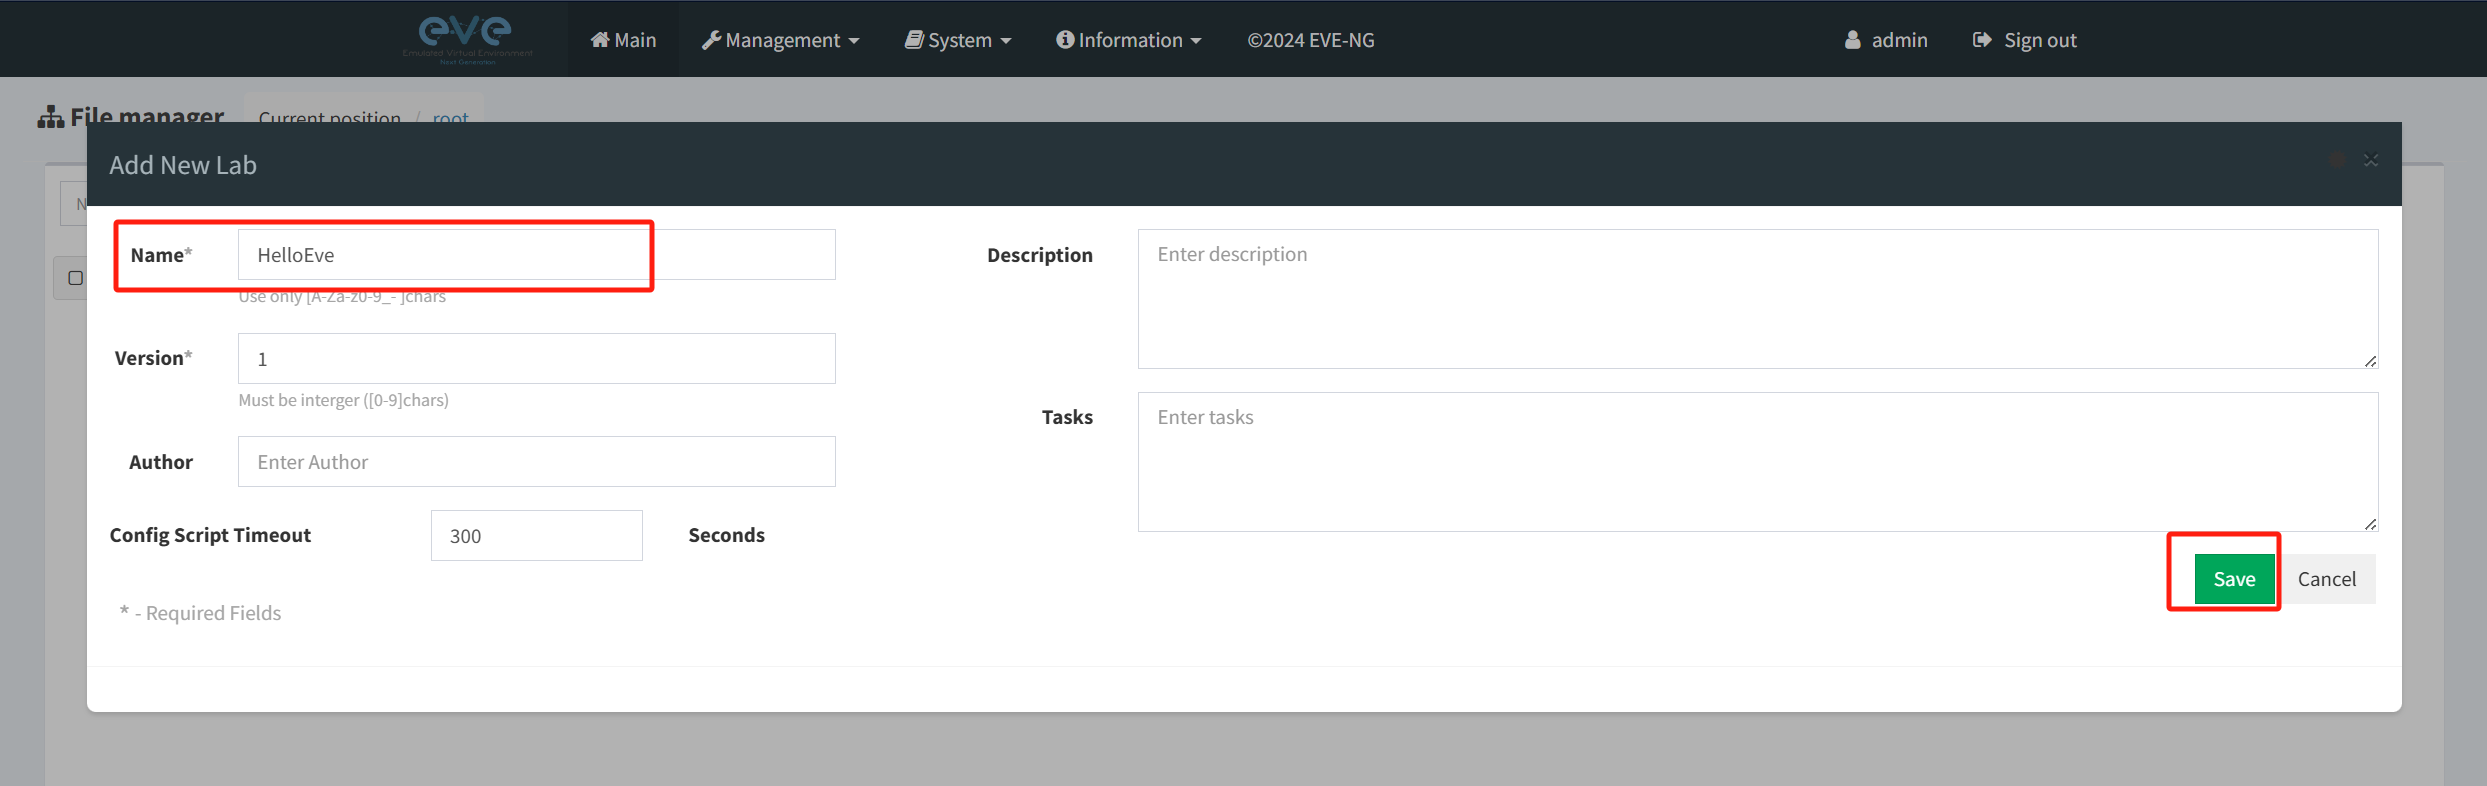 eve
Emulated Virtual Environment
Next Generation
Main
Management
System
Information
©2024 EVE-NG
admin
Sign out
File manager
Current position / root
Add New Lab
×
N
Name*
HelloEve
Use only [A-Za-z0-9_- ]chars
Version*
1
Must be interger ([0-9]chars)
Author
Enter Author
Config Script Timeout
300
Seconds
* - Required Fields
Description
Enter description
Tasks
Enter tasks
Save
Cancel